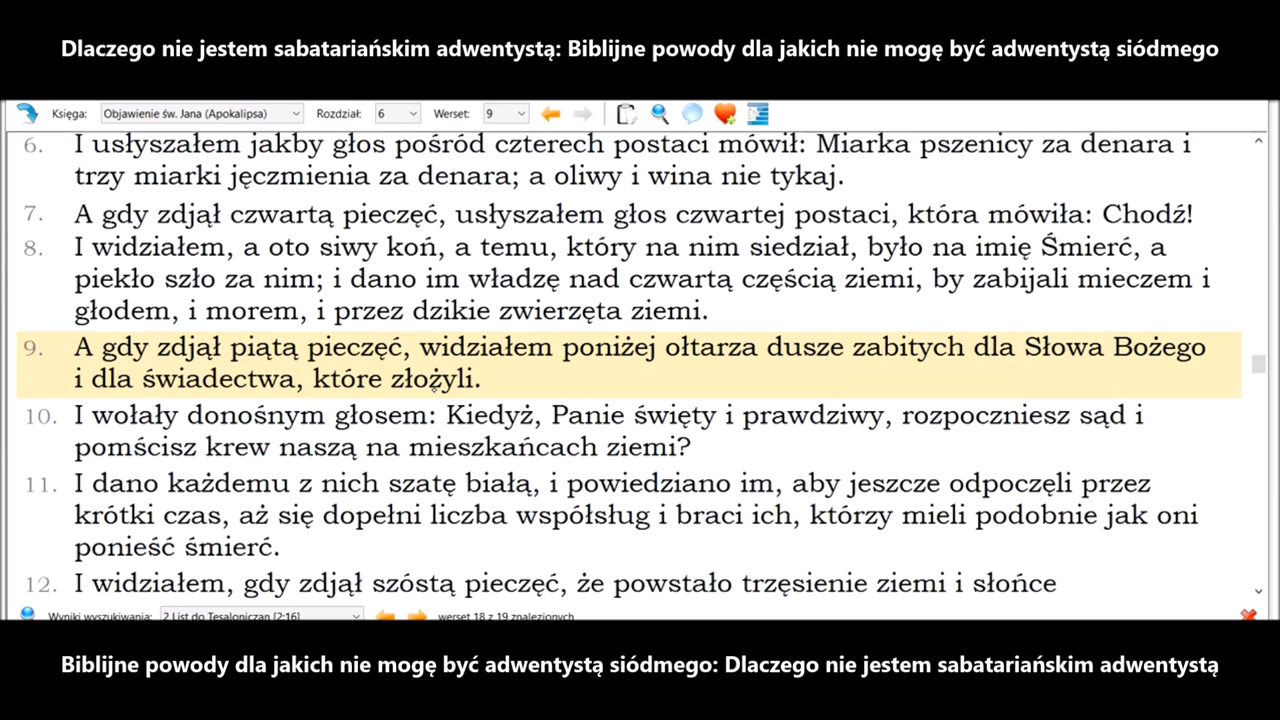 Dlaczego nie jestem sabatariańskim adwentystą: Biblijne powody dla jakich nie mogę być adwentystą siódmego
Księga: Objawienie św. Jana (Apokalipsa) Rozdział: 6 Werset: 9
6. I usłyszałem jakby głos pośród czterech postaci mówił: Miarka pszenicy za denara i
trzy miarki jęczmienia za denara; a oliwy i wina nie tykaj.
7. A gdy zdjął czwartą pieczęć, usłyszałem głos czwartej postaci, która mówiła: Chodź!
8. I widziałem, a oto siwy koń, a temu, który na nim siedział, było na imię Śmierć, a
piekło szło za nim; i dano im władzę nad czwartą częścią ziemi, by zabijali mieczem i
głodem, i morem, i przez dzikie zwierzęta ziemi.
9. A gdy zdjął piątą pieczęć, widziałem poniżej ołtarza dusze zabitych dla Słowa Bożego
i dla świadectwa, które złożyli.
10. I wołały donośnym głosem: Kiedyż, Panie święty i prawdziwy, rozpoczniesz sąd i
pomścisz krew naszą na mieszkańcach ziemi?
11. I dano każdemu z nich szatę białą, i powiedziano im, aby jeszcze odpoczęli przez
krótki czas, aż się dopełni liczba współsług i braci ich, którzy mieli podobnie jak oni
ponieść śmierć.
12. I widziałem, gdy zdjął szóstą pieczęć, że powstało trzęsienie ziemi i słońce
Wyniki wyszukiwania: 2 List do Tesaloniczan [2:16] werset 18 z 19 znalezionych
Biblijne powody dla jakich nie mogę być adwentystą siódmego: Dlaczego nie jestem sabatariańskim adwentystą